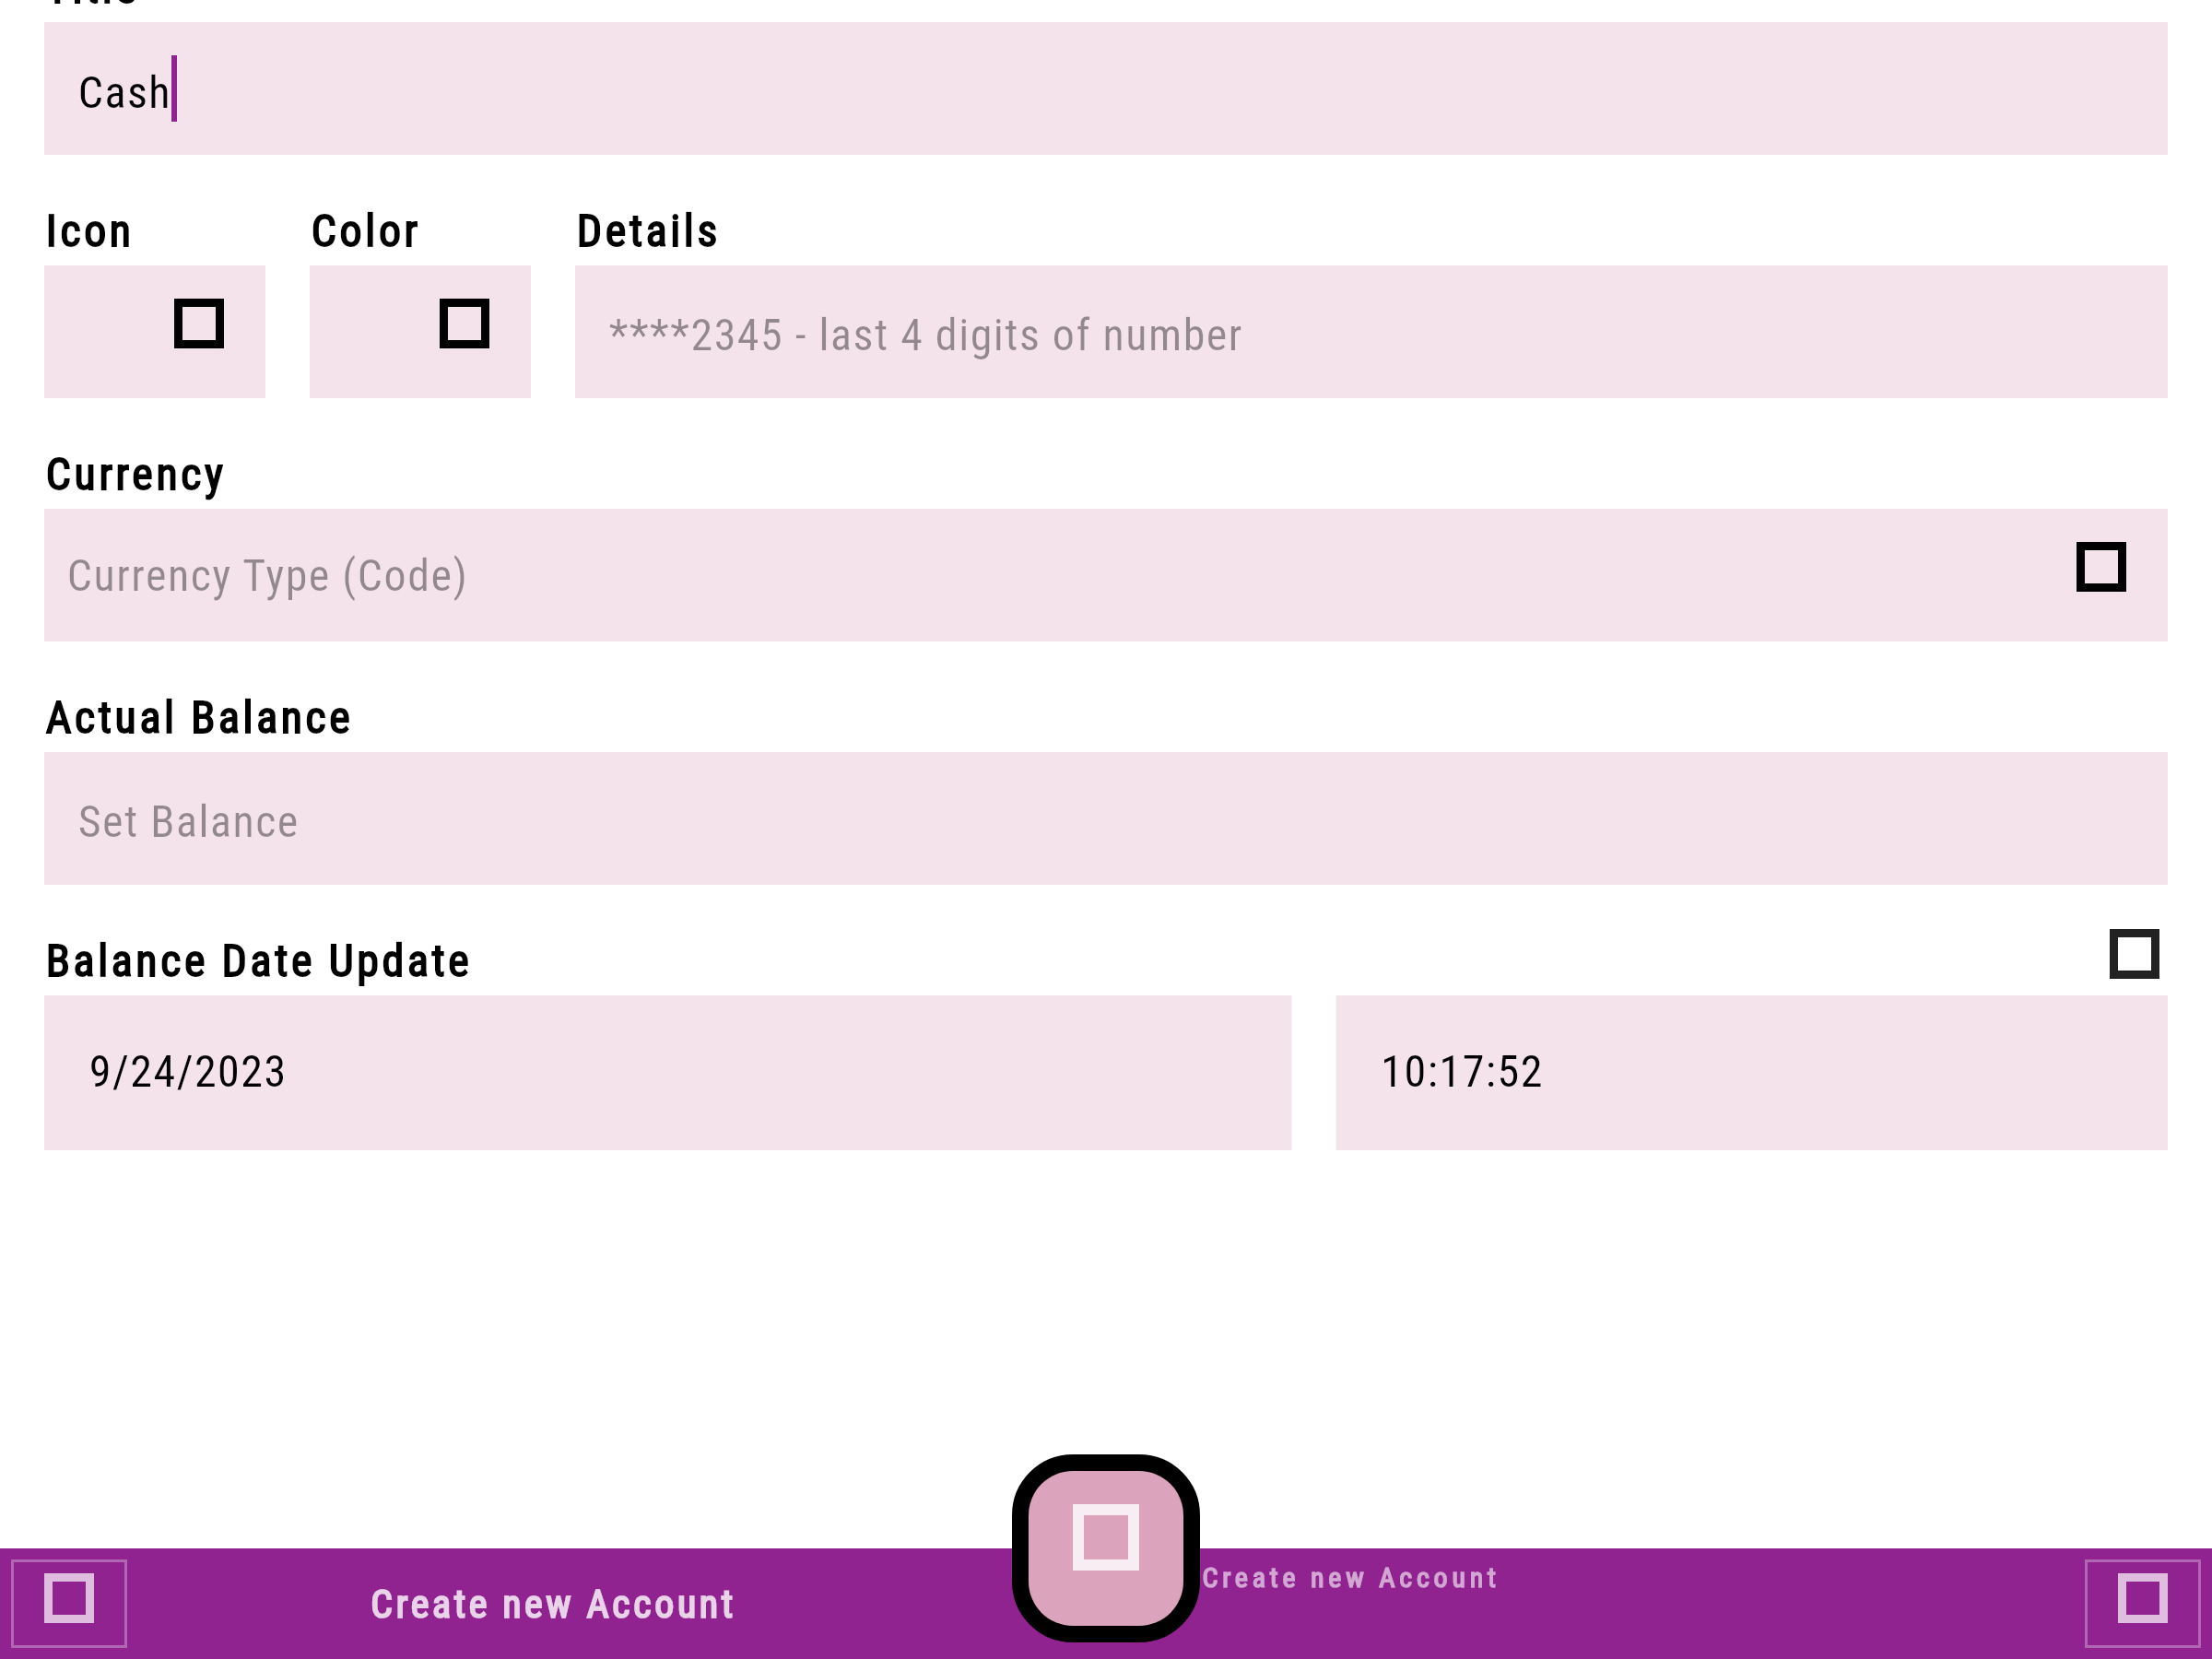 Title
Cash
Icon Color Details
****2345 - last 4 digits of number
Currency
Currency Type (Code)
Actual Balance
Set Balance
Balance Date Update
9/24/2023 10:17:52
Create new Account Create new Account